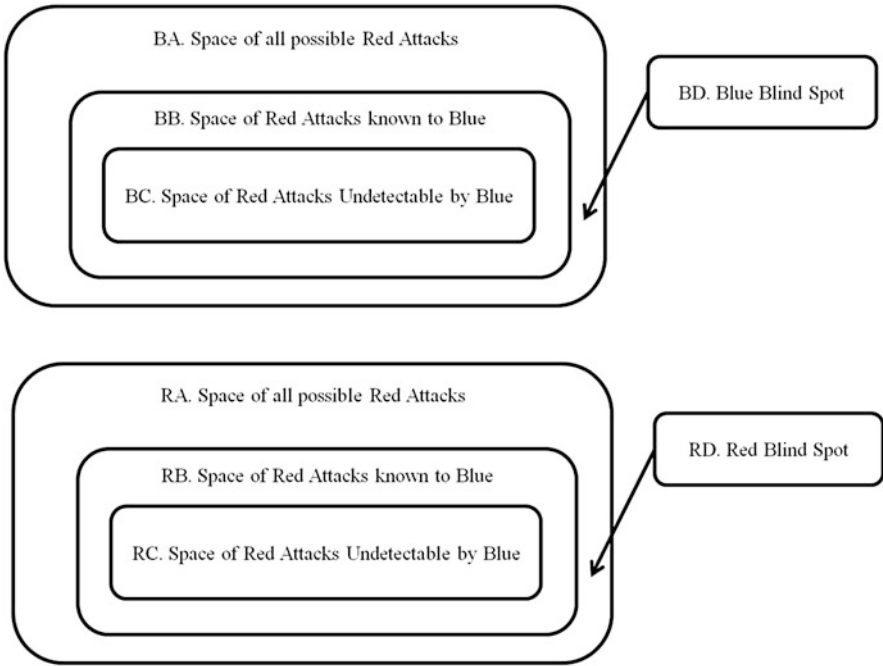 BA. Space of all possible Red Attacks
BB. Space of Red Attacks known to Blue
BD. Blue Blind Spot
BC. Space of Red Attacks Undetectable by Blue
RA. Space of all possible Red Attacks
RB. Space of Red Attacks known to Blue
RD. Red Blind Spot
RC. Space of Red Attacks Undetectable by Blue